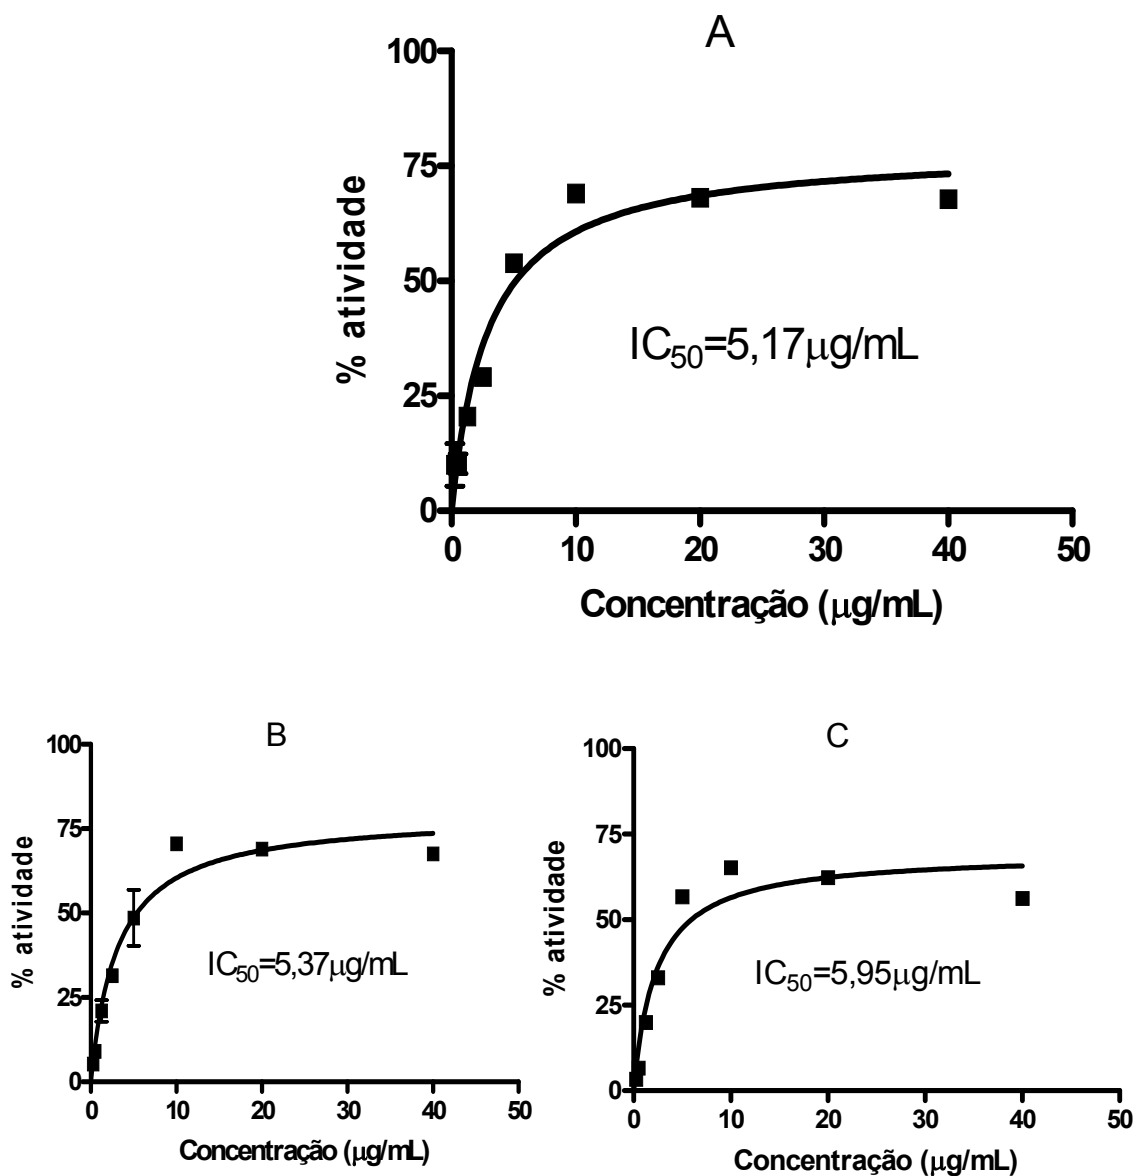 A
100
75
50
25
0
% atividade
IC50=5,17μg/mL
0 10 20 30 40 50
Concentração (μg/mL)
B
100
75
50
25
0
% atividade
IC50=5,37μg/mL
0 10 20 30 40 50
Concentração (μg/mL)
C
100
75
50
25
0
% atividade
IC50=5,95μg/mL
0 10 20 30 40 50
Concentração (μg/mL)